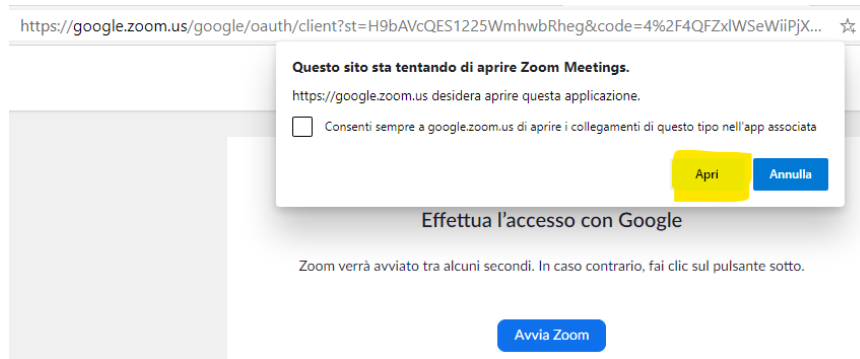 https://google.zoom.us/google/oauth/client?st=H9bAVcQES1225WmhwbRheg&code=4%2F4QFZxlWSeWiiPjX...
Questo sito sta tentando di aprire Zoom Meetings.
https://google.zoom.us desidera aprire questa applicazione.
Consenti sempre a google.zoom.us di aprire i collegamenti di questo tipo nell'app associata
Apri Annulla
Effettua l’accesso con Google
Zoom verrà avviato tra alcuni secondi. In caso contrario, fai clic sul pulsante sotto.
Avvia Zoom